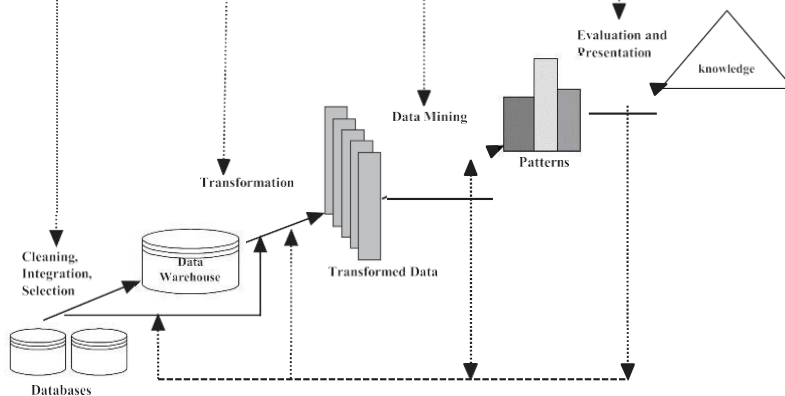 Evaluation and
Presentation
knowledge
Data Mining
Patterns
Transformation
Transformed Data
Cleaning,
Integration,
Selection
Data
Warehouse
Databases